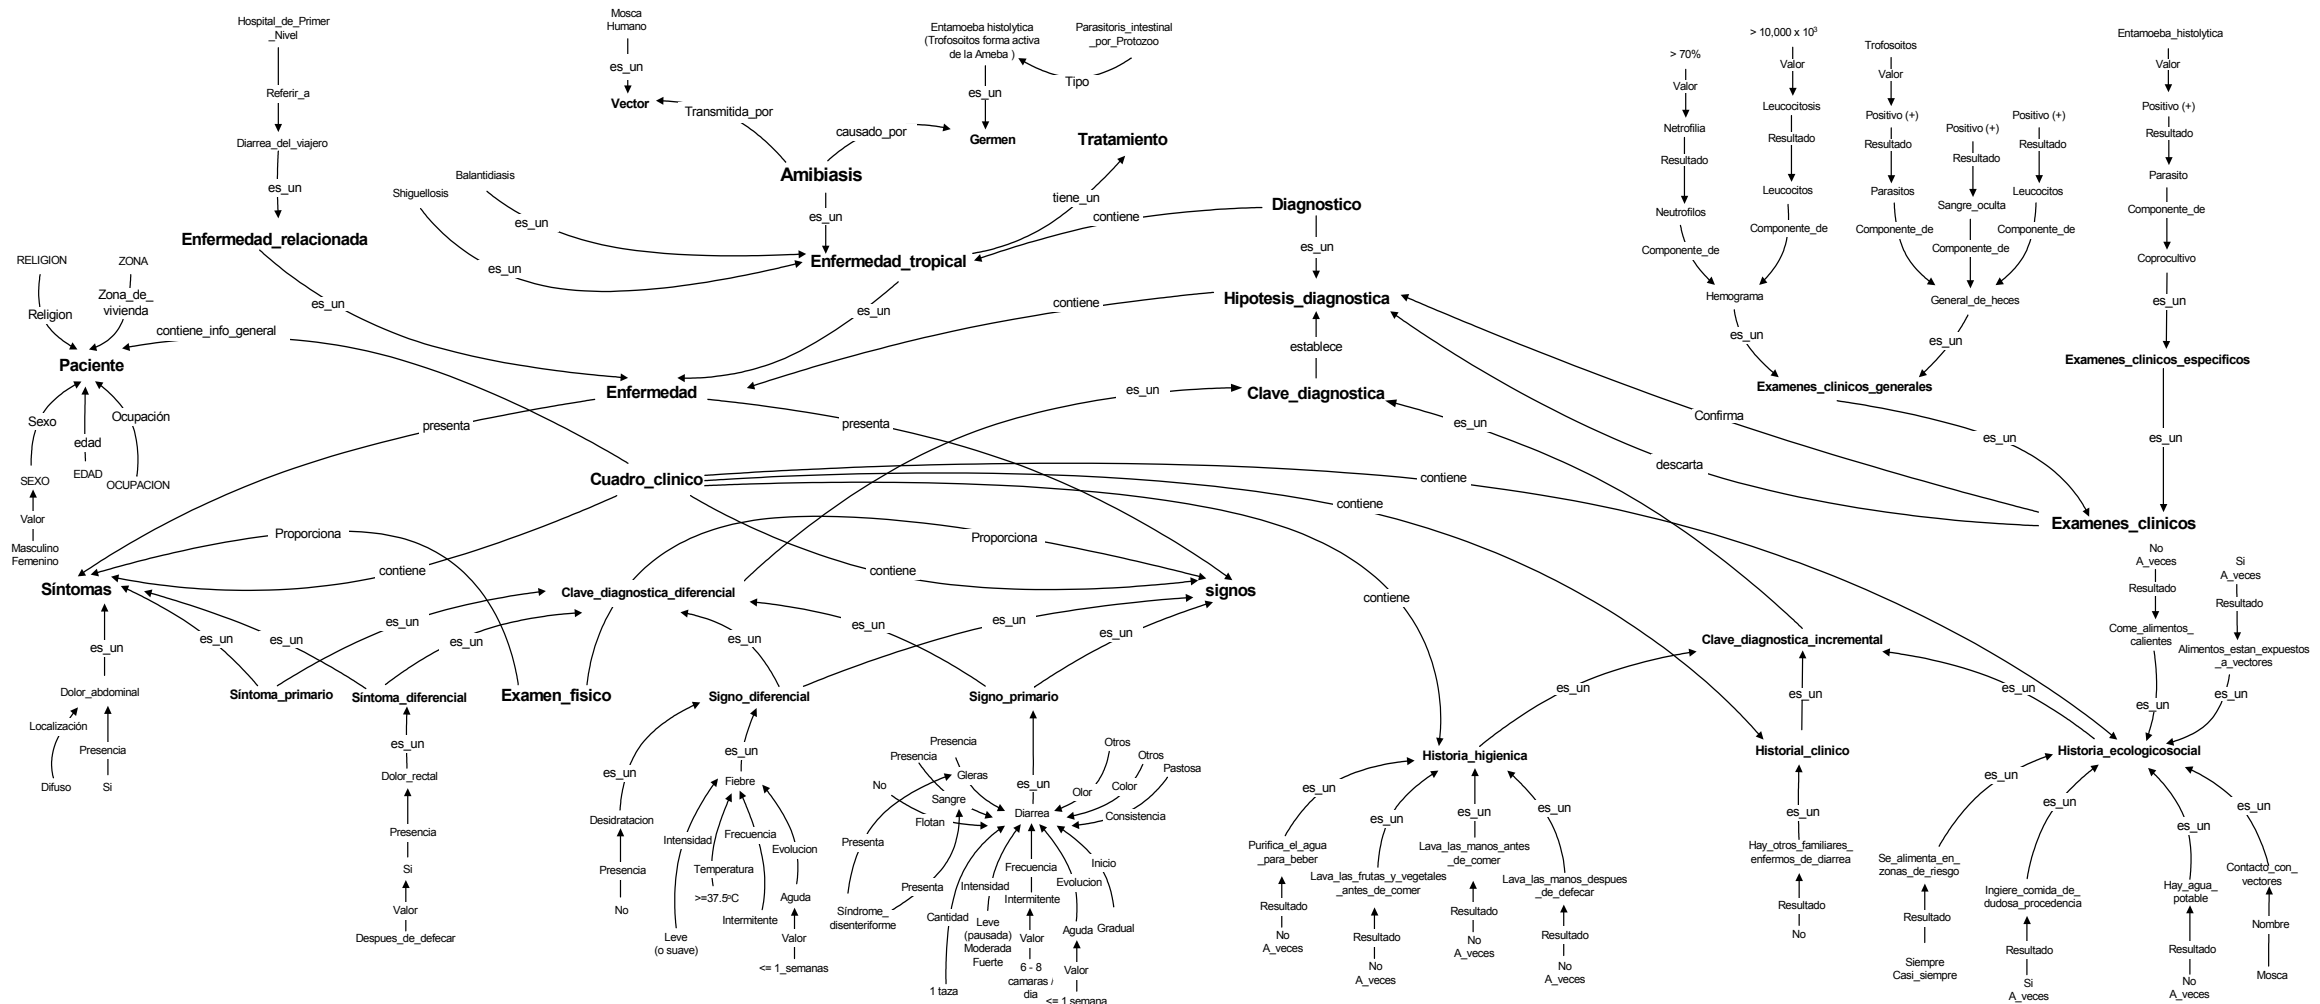 Hospital_de_Primer
_Nivel
Referir_a
Diarrea_del_viajero
es_un
Enfermedad_relacionada
es_un
Mosca
Humano
es_un
Vector
Transmitida_por
Entamoeba histolytica
(Trofosoitos forma activa
de la Ameba )
Parasitoris_intestinal
_por_Protozoo
Tipo
es_un
causado_por
Germen
Amibiasis
es_un
Balantidiasis
es_un
Shiguellosis
es_un
Enfermedad_tropical
tiene_un
Tratamiento
Diagnostico
contiene
es_un
es_un
Hipotesis_diagnostica
contiene
establece
Clave_diagnostica
es_un
es_un
Enfermedad
presenta
presenta
RELIGION
Religion
ZONA
Zona_de_
vivienda
contiene_info_general
Paciente
Sexo
edad
Ocupación
SEXO
EDAD
OCUPACION
Valor
Masculino
Femenino
> 70%
Valor
Netrofilia
Resultado
Neutrofilos
Componente_de
> 10,000 x 10³
Valor
Leucocitosis
Resultado
Leucocitos
Componente_de
Hemograma
es_un
Trofosoitos
Valor
Positivo (+)
Resultado
Parasitos
Componente_de
Positivo (+)
Resultado
Sangre_oculta
Componente_de
Positivo (+)
Resultado
Leucocitos
Componente_de
General_de_heces
es_un
Examenes_clinicos_generales
es_un
Entamoeba_histolytica
Valor
Positivo (+)
Resultado
Parasito
Componente_de
Coprocultivo
es_un
Examenes_clinicos_especificos
es_un
Confirma
descarta
Examenes_clinicos
Cuadro_clinico
contiene
contiene
contiene
contiene
contiene
Proporciona
Proporciona
Síntomas
Clave_diagnostica_diferencial
signos
es_un
es_un
es_un
es_un
es_un
es_un
es_un
es_un
es_un
Dolor_abdominal
Localización
Presencia
Difuso
Si
Síntoma_primario
Síntoma_diferencial
es_un
Dolor_rectal
Presencia
Si
Valor
Despues_de_defecar
Examen_fisico
Signo_diferencial
es_un
Desidratacion
Presencia
No
es_un
Fiebre
Intensidad
Temperatura
Frecuencia
Evolucion
Leve
(o suave)
>=37.5ºC
Intermitente
Aguda
Valor
<= 1_semanas
Signo_primario
es_un
Diarrea
Presencia
Presencia
Gleras
Sangre
No
Flotan
Presenta
Presenta
Síndrome_
disenteriforme
Otros
Otros
Pastosa
Olor
Color
Consistencia
Cantidad
1 taza
Intensidad
Leve
(pausada)
Moderada
Fuerte
Frecuencia
Intermitente
Valor
6 - 8
camaras /
dia
Evolucion
Aguda
Valor
<= 1 semana
Inicio
Gradual
Clave_diagnostica_incremental
es_un
es_un
es_un
Historia_higienica
es_un
es_un
es_un
es_un
Purifica_el_agua
_para_beber
Resultado
No
A_veces
Lava_las_frutas_y_vegetales
_antes_de_comer
Resultado
No
A_veces
Lava_las_manos_antes
_de_comer
Resultado
No
A_veces
Lava_las_manos_despues
_de_defecar
Resultado
No
A_veces
Historial_clinico
es_un
Hay_otros_familiares_
enfermos_de_diarrea
Resultado
No
No
A_veces
Resultado
Come_alimentos_
calientes
es_un
Si
A_veces
Resultado
Alimentos_estan_expuestos
_a_vectores
es_un
Historia_ecologicosocial
es_un
es_un
es_un
es_un
Se_alimenta_en_
zonas_de_riesgo
Resultado
Siempre
Casi_siempre
Ingiere_comida_de_
dudosa_procedencia
Resultado
Si
A_veces
Hay_agua_
potable
Resultado
No
A_veces
Contacto_con_
vectores
Nombre
Mosca